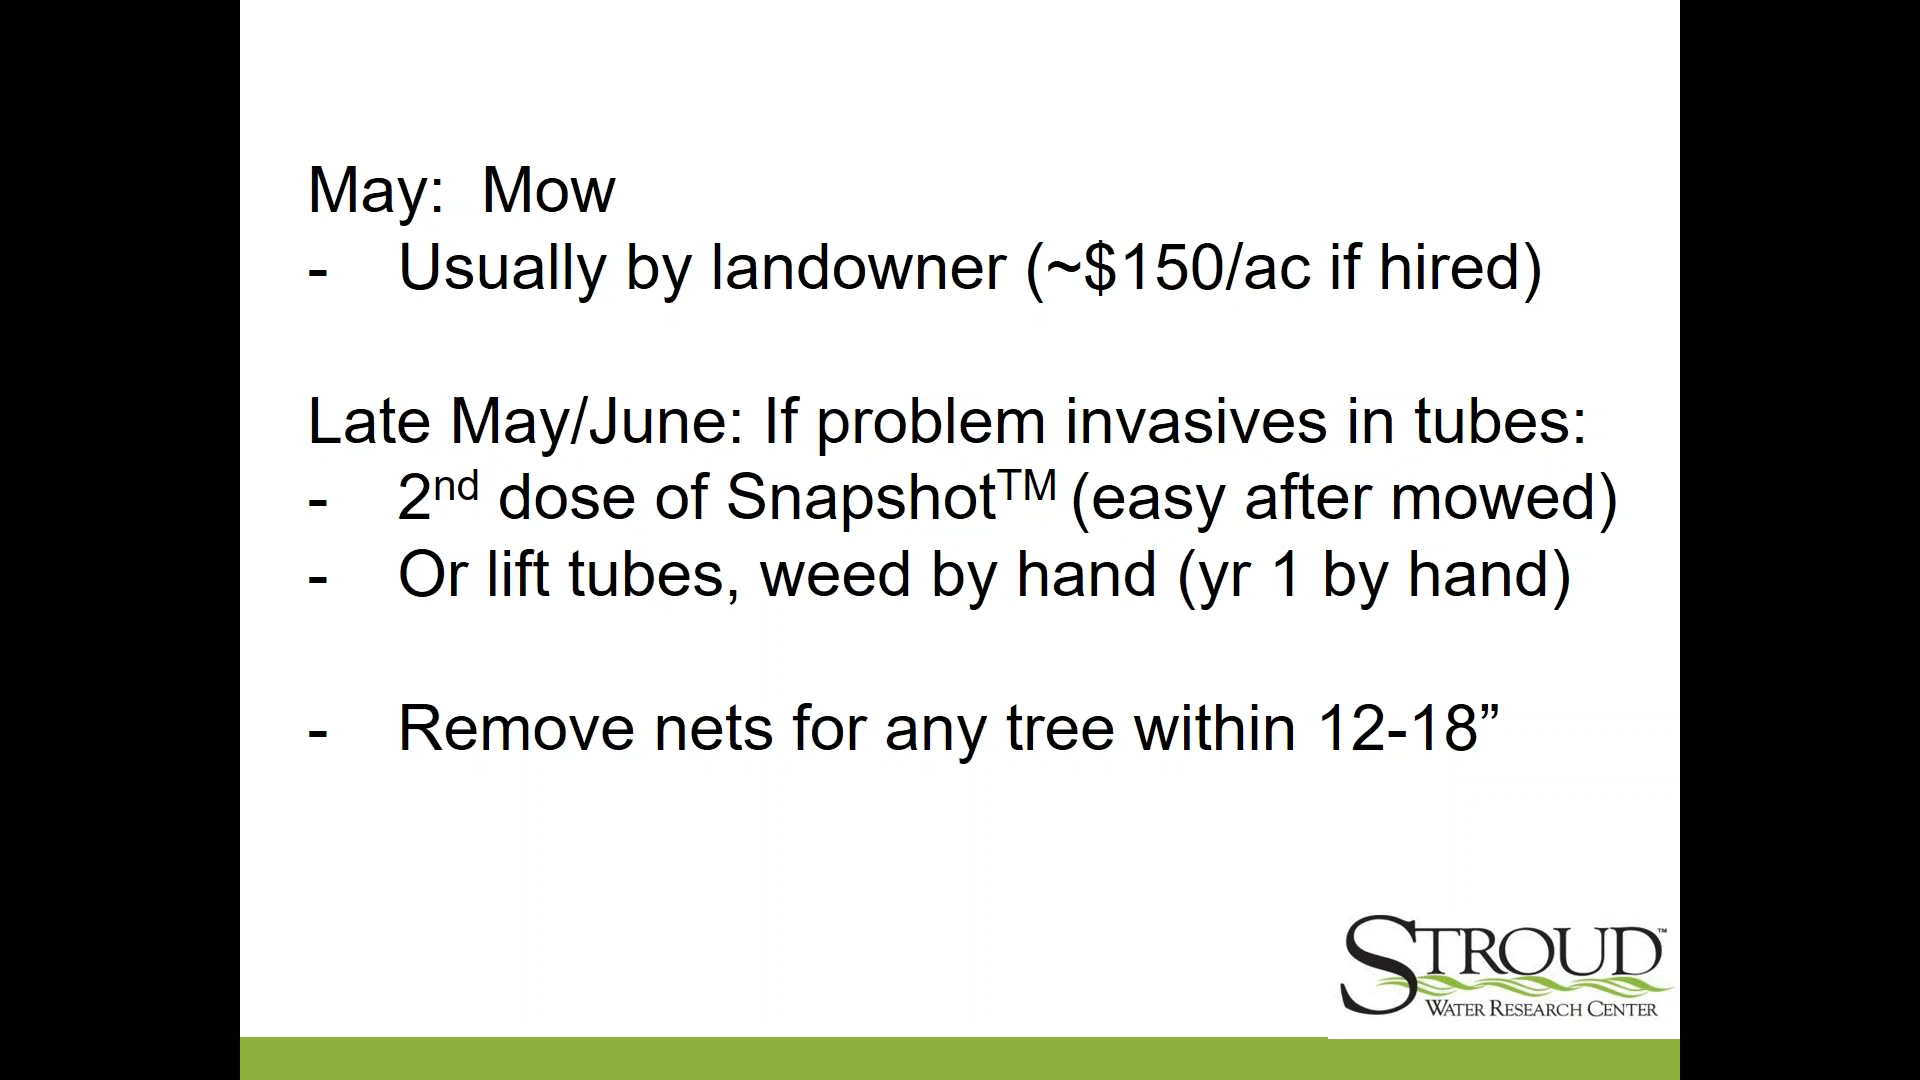 May:  Mow
- Usually by landowner (~$150/ac if hired)
Late May/June: If problem invasives in tubes:
- 2nd dose of Snapshot™ (easy after mowed)
- Or lift tubes, weed by hand (yr 1 by hand)
- Remove nets for any tree within 12-18”
STROUD™
WATER RESEARCH CENTER